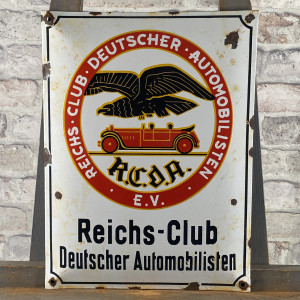 REICHS · CLUB · DEUTSCHER · AUTOMOBILISTEN
R.C.D.A.
E.V.
Reichs-Club
Deutscher Automobilisten